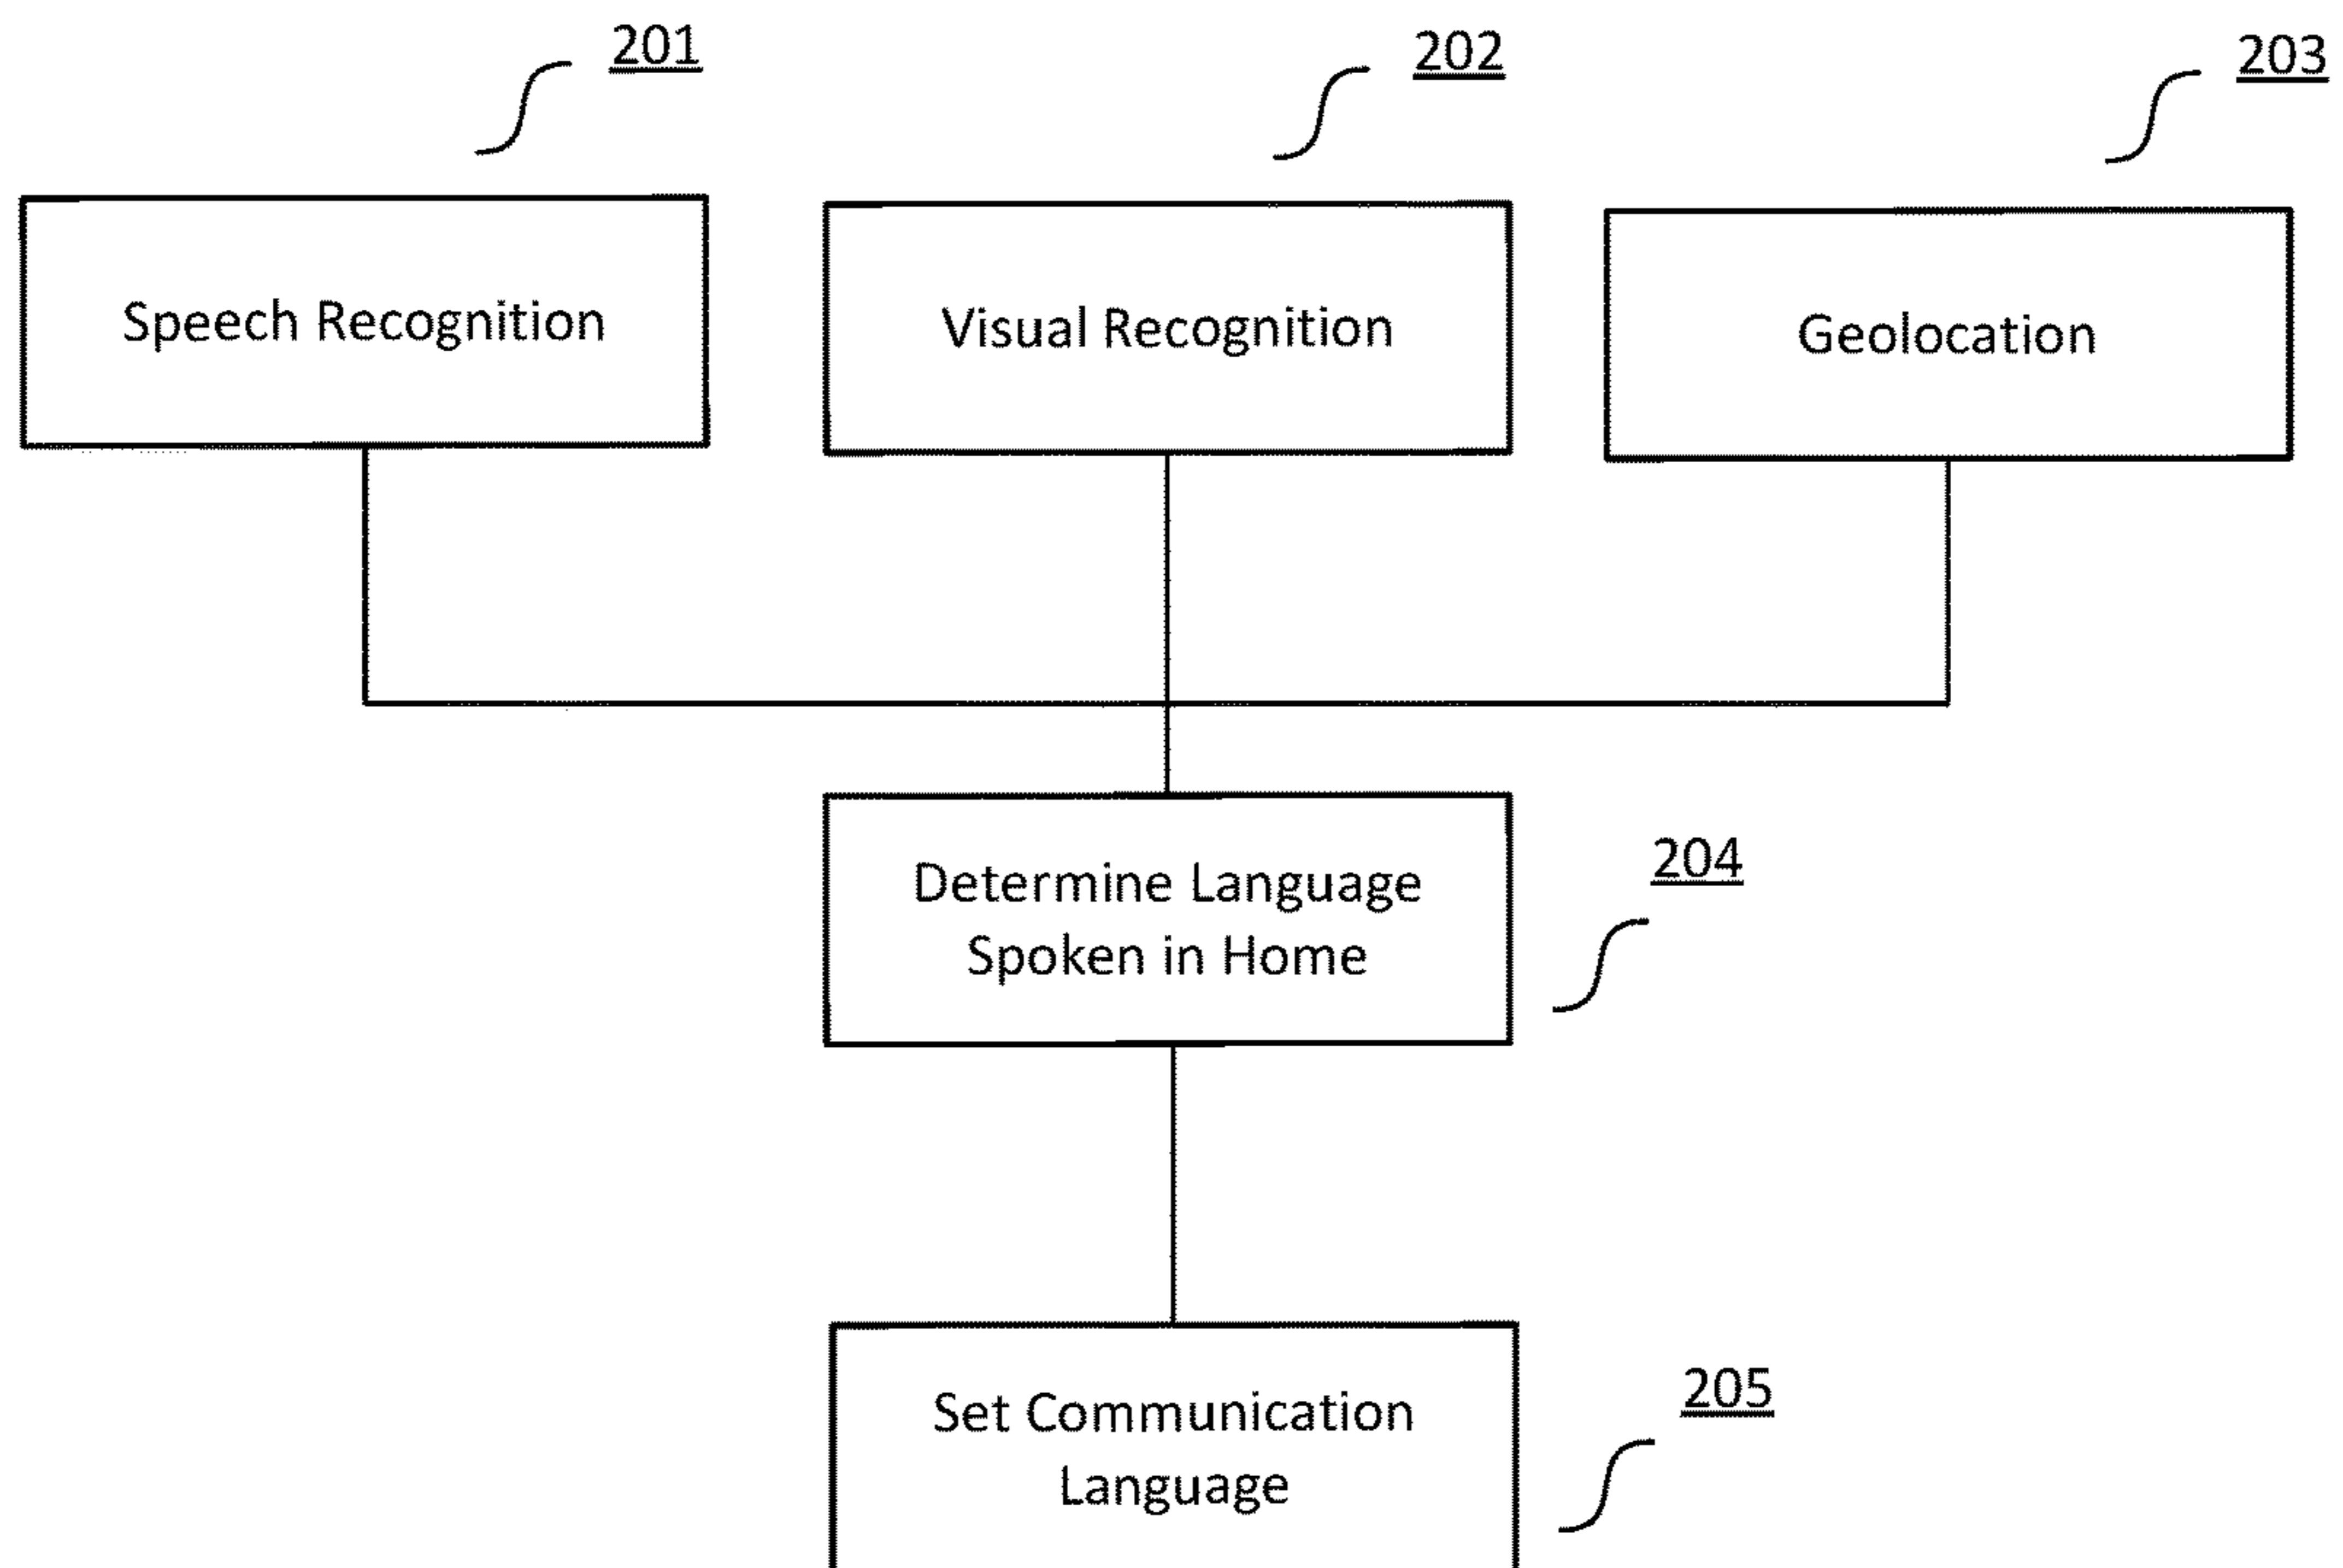 201
202
203
Speech Recognition
Visual Recognition
Geolocation
204
Determine Language
Spoken in Home
205
Set Communication
Language